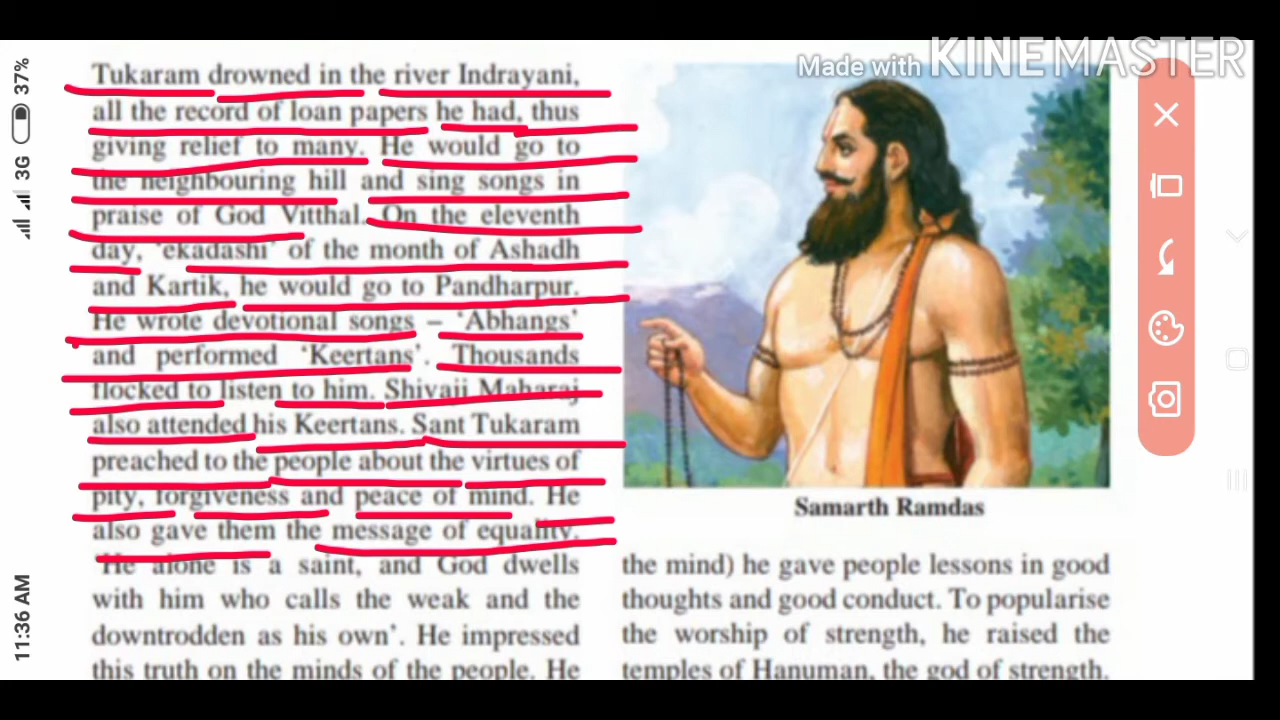 Made with KINEMASTER
37%
3G
11:36 AM
Tukaram drowned in the river Indrayani,
all the record of loan papers he had, thus
giving relief to many. He would go to
the neighbouring hill and sing songs in
praise of God Vitthal. On the eleventh
day, 'ekadashi' of the month of Ashadh
and Kartik, he would go to Pandharpur.
He wrote devotional songs – 'Abhangs'
and performed 'Keertans'. Thousands
flocked to listen to him. Shivaji Maharaj
also attended his Keertans. Sant Tukaram
preached to the people about the virtues of
pity, forgiveness and peace of mind. He
also gave them the message of equality.
'He alone is a saint, and God dwells
with him who calls the weak and the
downtrodden as his own'. He impressed
this truth on the minds of the people. He
Samarth Ramdas
the mind) he gave people lessons in good
thoughts and good conduct. To popularise
the worship of strength, he raised the
temples of Hanuman, the god of strength.